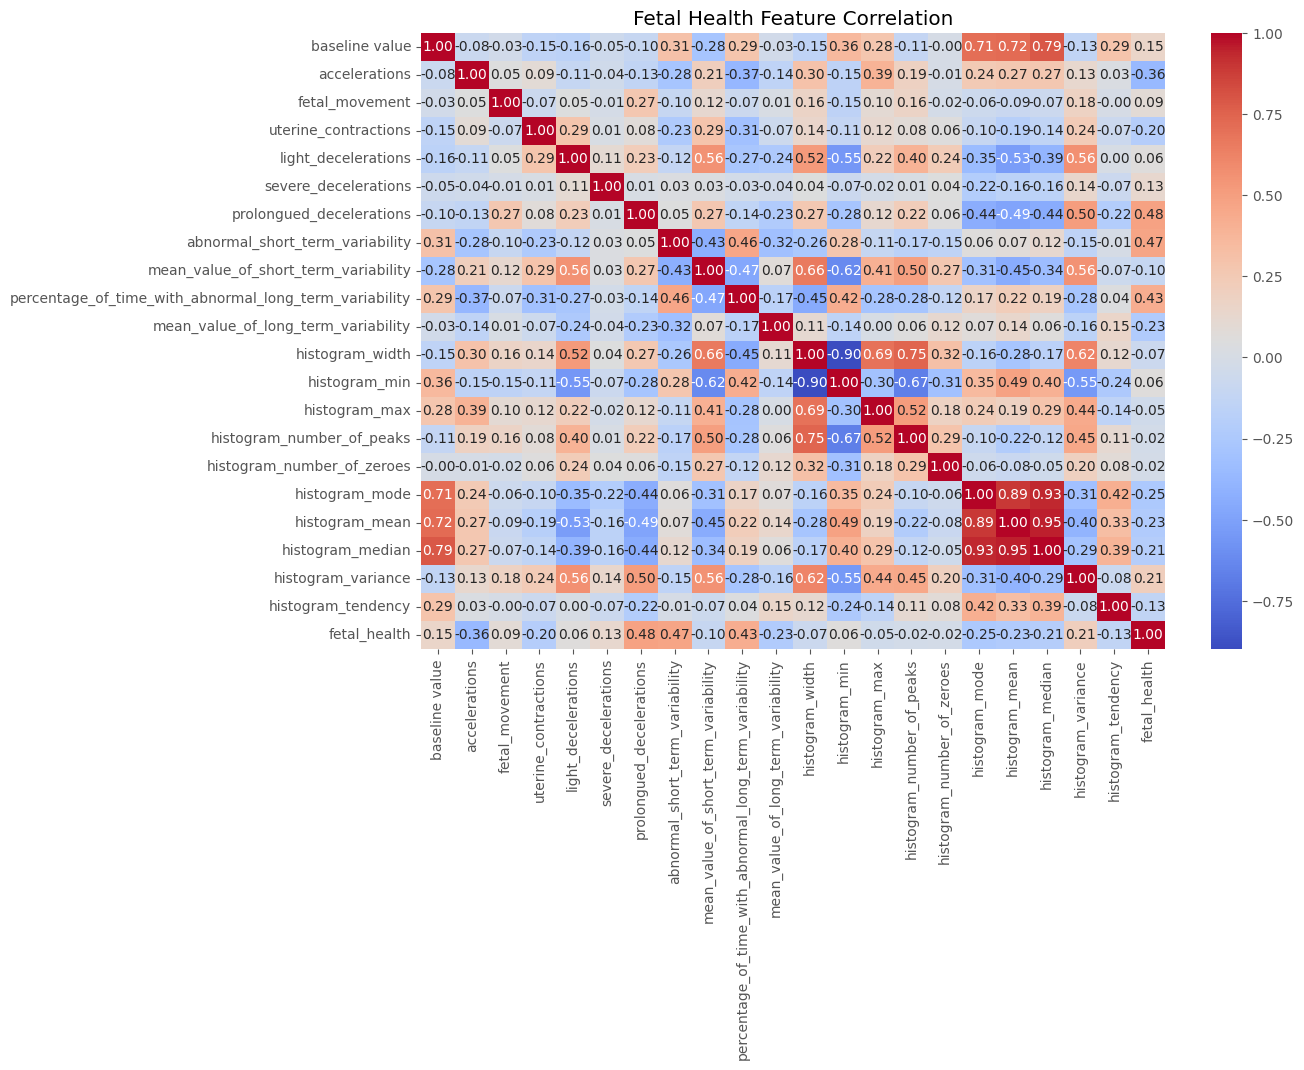 Fetal Health Feature Correlation
baseline value 1.00 -0.08 -0.03 -0.15 -0.16 -0.05 -0.10 0.31 -0.28 0.29 -0.03 -0.15 0.36 0.28 -0.11 -0.00 0.71 0.72 0.79 -0.13 0.29 0.15
accelerations -0.08 1.00 0.05 0.09 -0.11 -0.04 -0.13 -0.28 0.21 -0.37 -0.14 0.30 -0.15 0.39 0.19 -0.01 0.24 0.27 0.27 0.13 0.03 -0.36
fetal_movement -0.03 0.05 1.00 -0.07 0.05 -0.01 0.27 -0.10 0.12 -0.07 0.01 0.16 -0.15 0.10 0.16 -0.02 -0.06 -0.09 -0.07 0.18 -0.00 0.09
uterine_contractions -0.15 0.09 -0.07 1.00 0.29 0.01 0.08 -0.23 0.29 -0.31 -0.07 0.14 -0.11 0.12 0.08 0.06 -0.10 -0.19 -0.14 0.24 -0.07 -0.20
light_decelerations -0.16 -0.11 0.05 0.29 1.00 0.11 0.23 -0.12 0.56 -0.27 -0.24 0.52 -0.55 0.22 0.40 0.24 -0.35 -0.53 -0.39 0.56 0.00 0.06
severe_decelerations -0.05 -0.04 -0.01 0.01 0.11 1.00 0.01 0.03 0.03 -0.03 -0.04 0.04 -0.07 -0.02 0.01 0.04 -0.22 -0.16 -0.16 0.14 -0.07 0.13
prolongued_decelerations -0.10 -0.13 0.27 0.08 0.23 0.01 1.00 0.05 0.27 -0.14 -0.23 0.27 -0.28 0.12 0.22 0.06 -0.44 -0.49 -0.44 0.50 -0.22 0.48
abnormal_short_term_variability 0.31 -0.28 -0.10 -0.23 -0.12 0.03 0.05 1.00 -0.43 0.46 -0.32 -0.26 0.28 -0.11 -0.17 -0.15 0.06 0.07 0.12 -0.15 -0.01 0.47
mean_value_of_short_term_variability -0.28 0.21 0.12 0.29 0.56 0.03 0.27 -0.43 1.00 -0.47 0.07 0.66 -0.62 0.41 0.50 0.27 -0.31 -0.45 -0.34 0.56 -0.07 -0.10
percentage_of_time_with_abnormal_long_term_variability 0.29 -0.37 -0.07 -0.31 -0.27 -0.03 -0.14 0.46 -0.47 1.00 -0.17 -0.45 0.42 -0.28 -0.28 -0.12 0.17 0.22 0.19 -0.28 0.04 0.43
mean_value_of_long_term_variability -0.03 -0.14 0.01 -0.07 -0.24 -0.04 -0.23 -0.32 0.07 -0.17 1.00 0.11 -0.14 0.00 0.06 0.12 0.07 0.14 0.06 -0.16 0.15 -0.23
histogram_width -0.15 0.30 0.16 0.14 0.52 0.04 0.27 -0.26 0.66 -0.45 0.11 1.00 -0.90 0.69 0.75 0.32 -0.16 -0.28 -0.17 0.62 0.12 -0.07
histogram_min 0.36 -0.15 -0.15 -0.11 -0.55 -0.07 -0.28 0.28 -0.62 0.42 -0.14 -0.90 1.00 -0.30 -0.67 -0.31 0.35 0.49 0.40 -0.55 -0.24 0.06
histogram_max 0.28 0.39 0.10 0.12 0.22 -0.02 0.12 -0.11 0.41 -0.28 0.00 0.69 -0.30 1.00 0.52 0.18 0.24 0.19 0.29 0.44 -0.14 -0.05
histogram_number_of_peaks -0.11 0.19 0.16 0.08 0.40 0.01 0.22 -0.17 0.50 -0.28 0.06 0.75 -0.67 0.52 1.00 0.29 -0.10 -0.22 -0.12 0.45 0.11 -0.02
histogram_number_of_zeroes -0.00 -0.01 -0.02 0.06 0.24 0.04 0.06 -0.15 0.27 -0.12 0.12 0.32 -0.31 0.18 0.29 1.00 -0.06 -0.08 -0.05 0.20 0.08 -0.02
histogram_mode 0.71 0.24 -0.06 -0.10 -0.35 -0.22 -0.44 0.06 -0.31 0.17 0.07 -0.16 0.35 0.24 -0.10 -0.06 1.00 0.89 0.93 -0.31 0.42 -0.25
histogram_mean 0.72 0.27 -0.09 -0.19 -0.53 -0.16 -0.49 0.07 -0.45 0.22 0.14 -0.28 0.49 0.19 -0.22 -0.08 0.89 1.00 0.95 -0.40 0.33 -0.23
histogram_median 0.79 0.27 -0.07 -0.14 -0.39 -0.16 -0.44 0.12 -0.34 0.19 0.06 -0.17 0.40 0.29 -0.12 -0.05 0.93 0.95 1.00 -0.29 0.39 -0.21
histogram_variance -0.13 0.13 0.18 0.24 0.56 0.14 0.50 -0.15 0.56 -0.28 -0.16 0.62 -0.55 0.44 0.45 0.20 -0.31 -0.40 -0.29 1.00 -0.08 0.21
histogram_tendency 0.29 0.03 -0.00 -0.07 0.00 -0.07 -0.22 -0.01 -0.07 0.04 0.15 0.12 -0.24 -0.14 0.11 0.08 0.42 0.33 0.39 -0.08 1.00 -0.13
fetal_health 0.15 -0.36 0.09 -0.20 0.06 0.13 0.48 0.47 -0.10 0.43 -0.23 -0.07 0.06 -0.05 -0.02 -0.02 -0.25 -0.23 -0.21 0.21 -0.13 1.00
baseline value
accelerations
fetal_movement
uterine_contractions
light_decelerations
severe_decelerations
prolongued_decelerations
abnormal_short_term_variability
mean_value_of_short_term_variability
percentage_of_time_with_abnormal_long_term_variability
mean_value_of_long_term_variability
histogram_width
histogram_min
histogram_max
histogram_number_of_peaks
histogram_number_of_zeroes
histogram_mode
histogram_mean
histogram_median
histogram_variance
histogram_tendency
fetal_health
1.00
0.75
0.50
0.25
0.00
−0.25
−0.50
−0.75